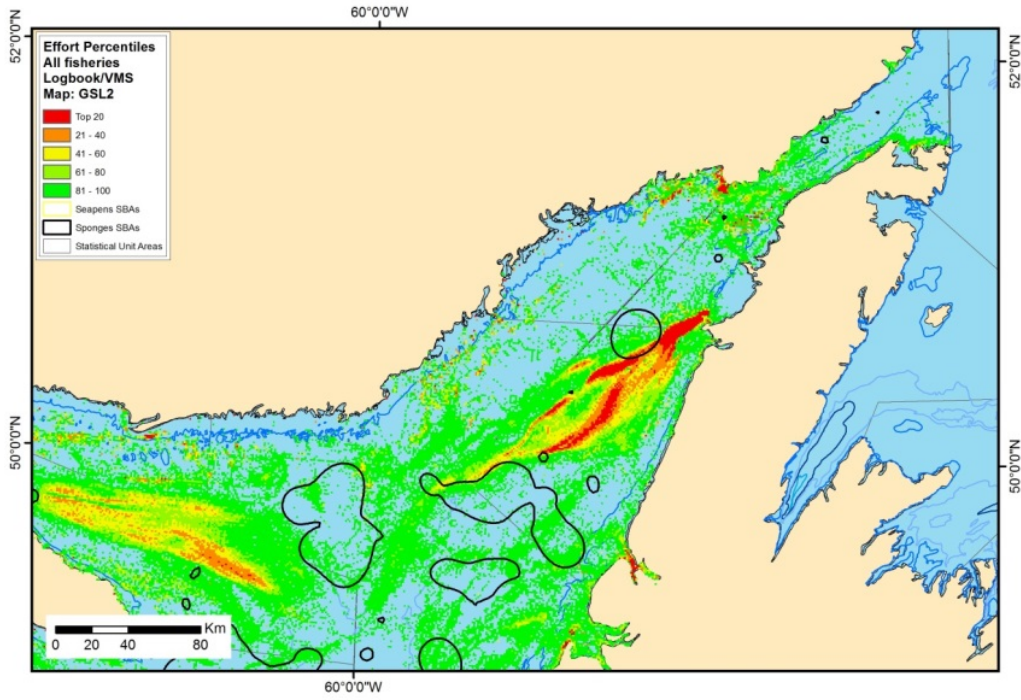 60°0'0"W
52°0'0"N
52°0'0"N
Effort Percentiles
All fisheries
Logbook/VMS
Map: GSL2
Top 20
21 - 40
41 - 60
61 - 80
81 - 100
Seapens SBAs
Sponges SBAs
Statistical Unit Areas
50°0'0"N
50°0'0"N
Km
0 20 40 80
60°0'0"W